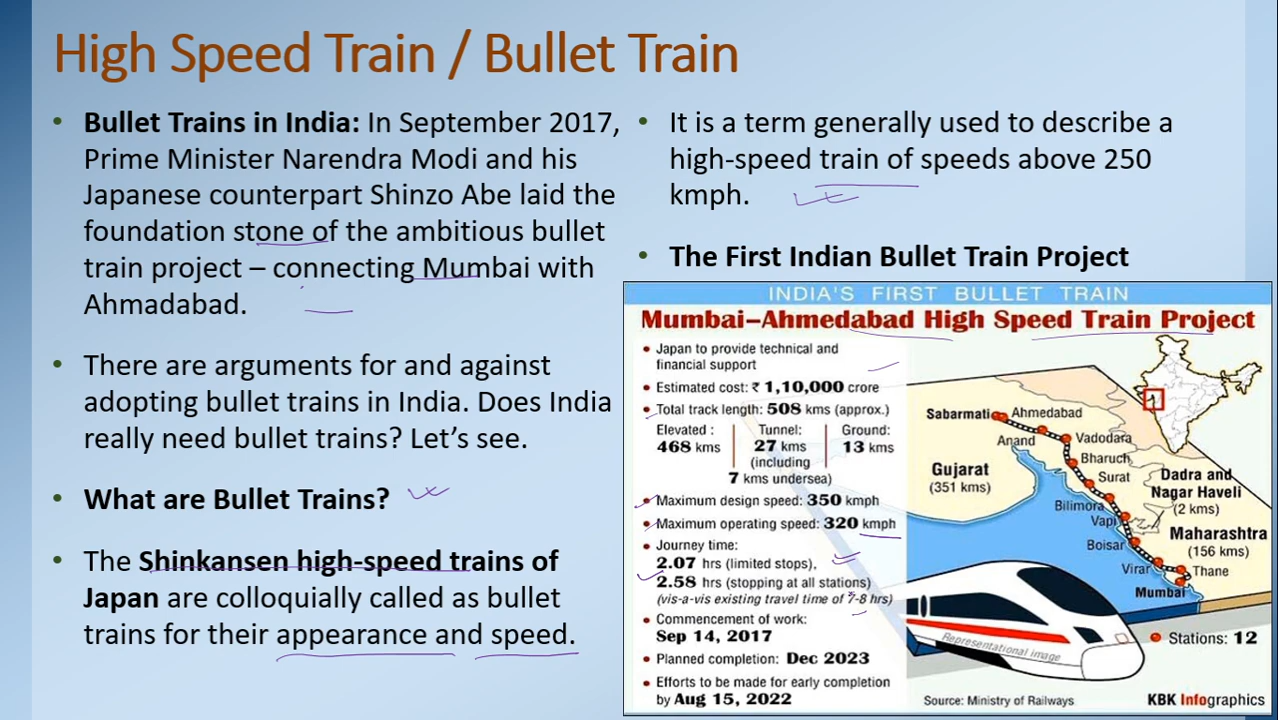 High Speed Train / Bullet Train
• Bullet Trains in India: In September 2017,
Prime Minister Narendra Modi and his
Japanese counterpart Shinzo Abe laid the
foundation stone of the ambitious bullet
train project – connecting Mumbai with
Ahmadabad.
• There are arguments for and against
adopting bullet trains in India. Does India
really need bullet trains? Let's see.
• What are Bullet Trains?
• The Shinkansen high-speed trains of
Japan are colloquially called as bullet
trains for their appearance and speed.
• It is a term generally used to describe a
high-speed train of speeds above 250
kmph.
• The First Indian Bullet Train Project
INDIA'S FIRST BULLET TRAIN
Mumbai–Ahmedabad High Speed Train Project
• Japan to provide technical and
financial support
• Estimated cost: ₹ 1,10,000 crore
• Total track length: 508 kms (approx.)
Elevated : Tunnel: Ground:
468 kms 27 kms 13 kms
(including
7 kms undersea)
• Maximum design speed: 350 kmph
• Maximum operating speed: 320 kmph
• Journey time:
2.07 hrs (limited stops),
2.58 hrs (stopping at all stations)
(vis-a-vis existing travel time of 7-8 hrs)
• Commencement of work:
Sep 14, 2017
• Planned completion: Dec 2023
• Efforts to be made for early completion
by Aug 15, 2022
Sabarmati
Ahmedabad
Anand
Vadodara
Bharuch
Surat
Gujarat
(351 kms)
Dadra and
Nagar Haveli
(2 kms)
Bilimora
Vapi
Maharashtra
(156 kms)
Boisar
Virar
Thane
Mumbai
Representational image
Stations: 12
Source: Ministry of Railways
KBK Infographics